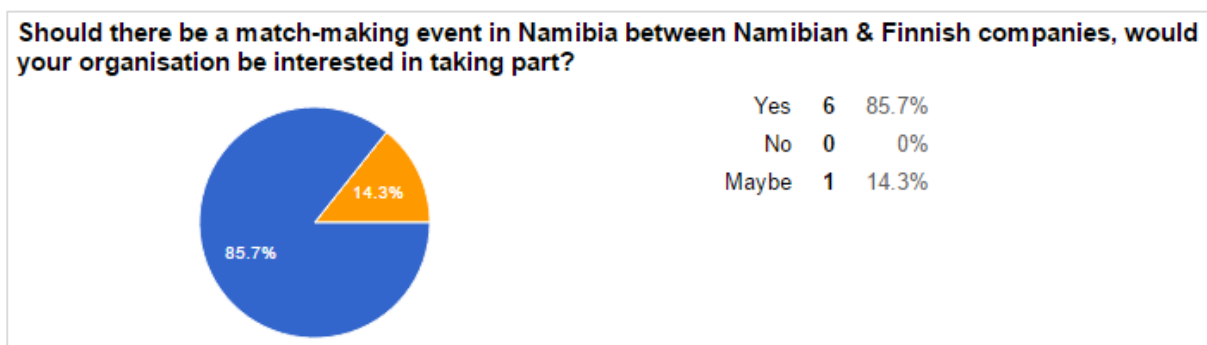 Should there be a match-making event in Namibia between Namibian & Finnish companies, would
your organisation be interested in taking part?
Yes 6 85.7%
No 0 0%
Maybe 1 14.3%
14.3%
85.7%